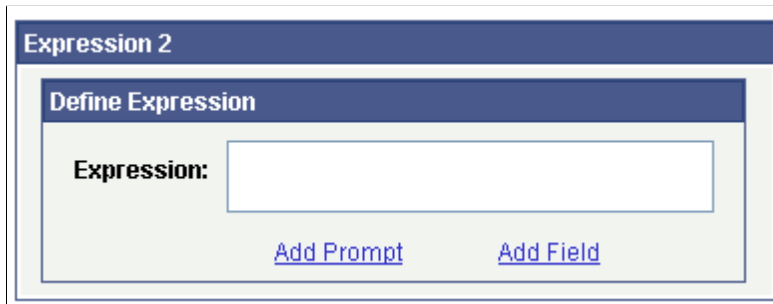 Expression 2
Define Expression
Expression:
Add Prompt Add Field